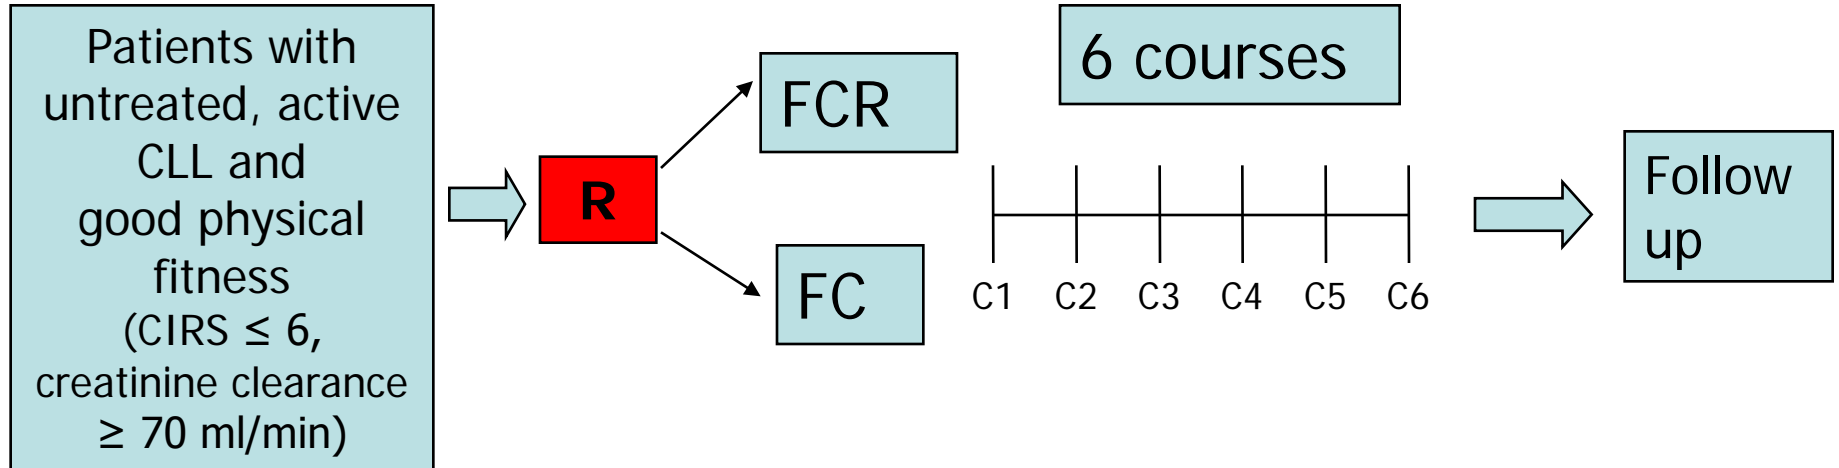 Patients with
untreated, active
CLL and
good physical
fitness
(CIRS ≤ 6,
creatinine clearance
≥ 70 ml/min)
R
FCR
FC
6 courses
C1 C2 C3 C4 C5 C6
Follow
up